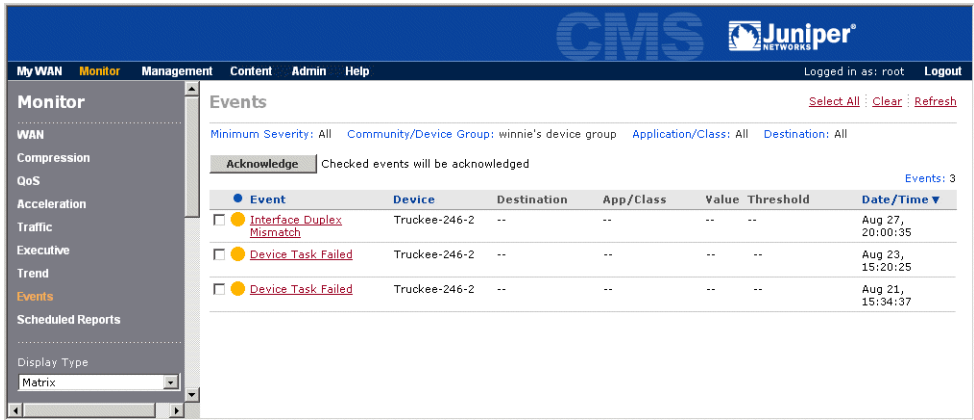 CMS
Juniper®
NETWORKS
My WAN Monitor Management Content Admin Help Logged in as: root Logout
Monitor
WAN
Compression
QoS
Acceleration
Traffic
Executive
Trend
Events
Scheduled Reports
Display Type
Matrix
Events Select All Clear Refresh
Minimum Severity: All Community/Device Group: winnie's device group Application/Class: All Destination: All
Acknowledge Checked events will be acknowledged
Events: 3
Event Device Destination App/Class Value Threshold Date/Time ▼
Interface Duplex Truckee-246-2 -- -- -- -- Aug 27,
Mismatch 20:00:35
Device Task Failed Truckee-246-2 -- -- -- -- Aug 23,
15:20:25
Device Task Failed Truckee-246-2 -- -- -- -- Aug 21,
15:34:37